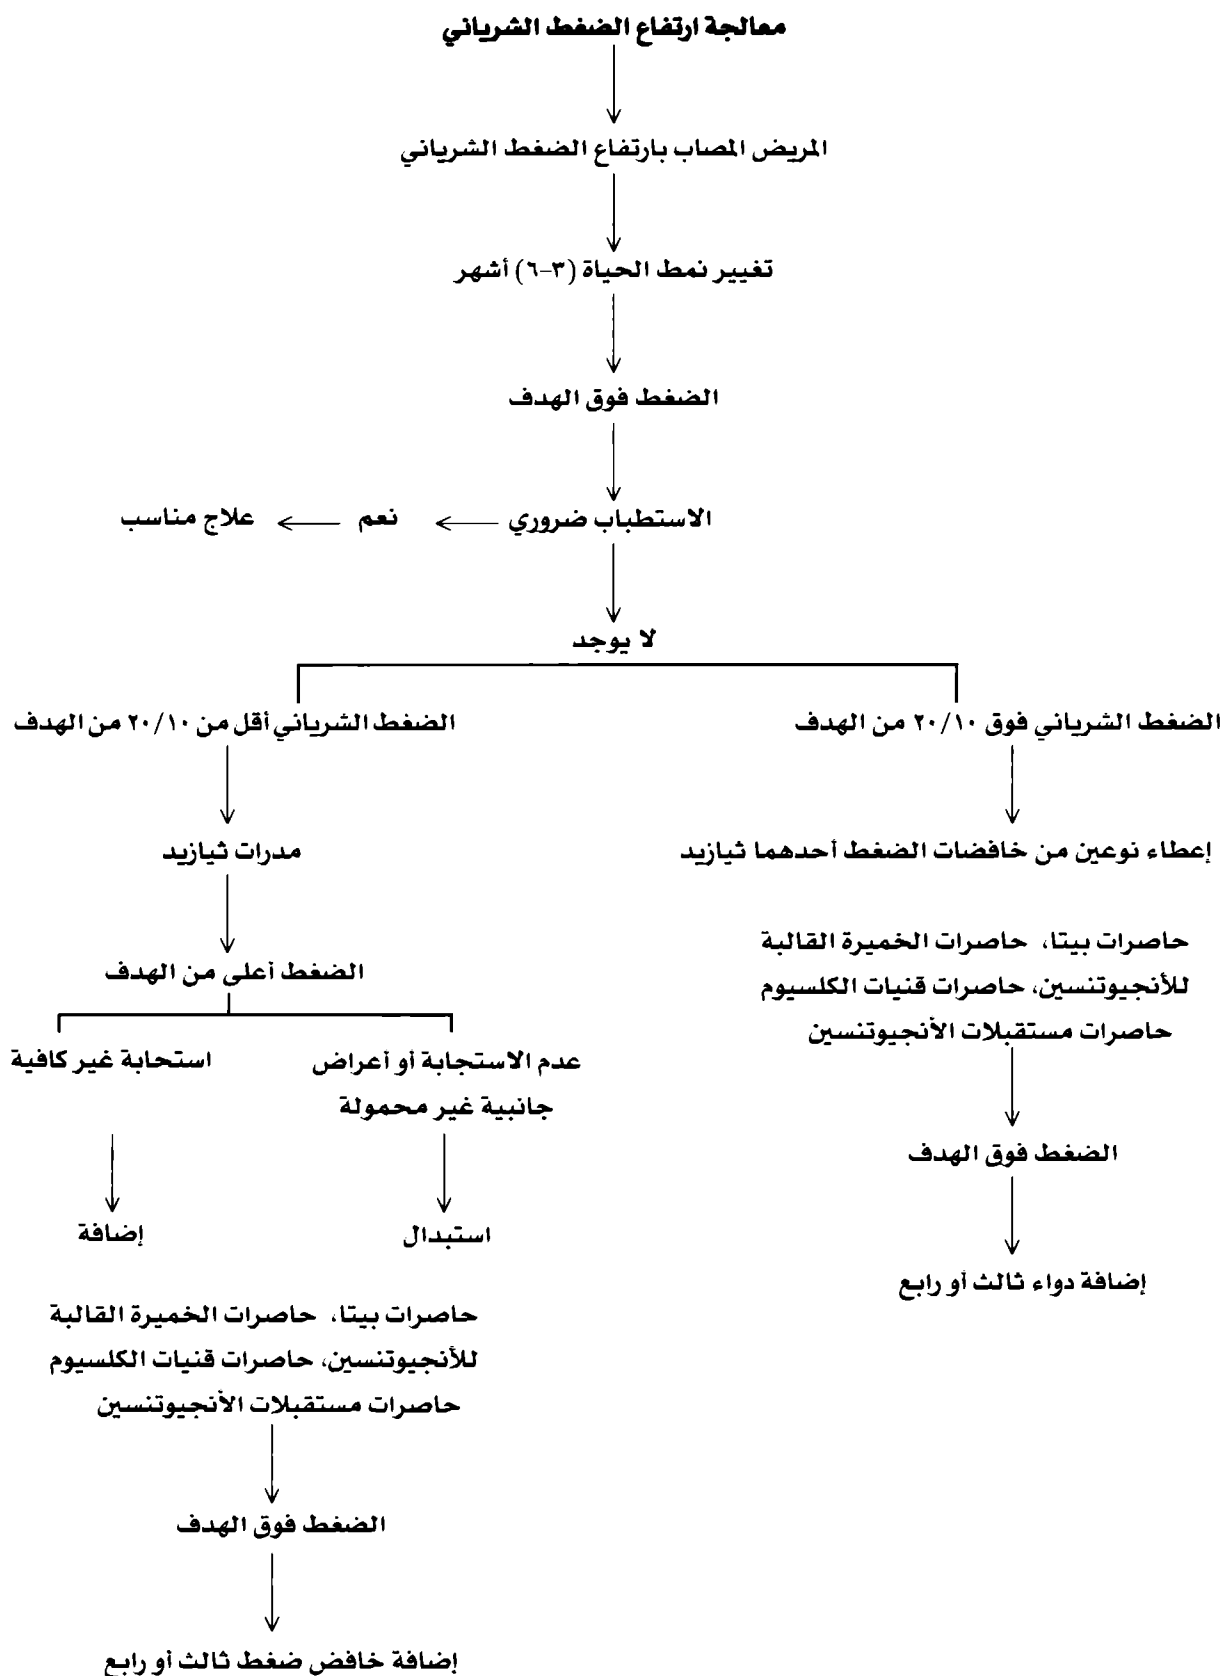 معالجة ارتفاع الضغط الشرياني
المريض المصاب بارتفاع الضغط الشرياني
تغيير نمط الحياة (٣-٦) أشهر
الضغط فوق الهدف
الاستطباب ضروري
نعم
علاج مناسب
لا يوجد
الضغط الشرياني فوق ٢٠/١٠ من الهدف
إعطاء نوعين من خافضات الضغط أحدهما ثيازيد
حاصرات بيتا، حاصرات الخميرة القالبة
للأنجيوتنسين، حاصرات قنيات الكلسيوم
حاصرات مستقبلات الأنجيوتنسين
الضغط فوق الهدف
إضافة دواء ثالث أو رابع
الضغط الشرياني أقل من ٢٠/١٠ من الهدف
مدرات ثيازيد
الضغط أعلى من الهدف
عدم الاستجابة أو أعراض
جانبية غير محمولة
استبدال
استحابة غير كافية
إضافة
حاصرات بيتا، حاصرات الخميرة القالبة
للأنجيوتنسين، حاصرات قنيات الكلسيوم
حاصرات مستقبلات الأنجيوتنسين
الضغط فوق الهدف
إضافة خافض ضغط ثالث أو رابع